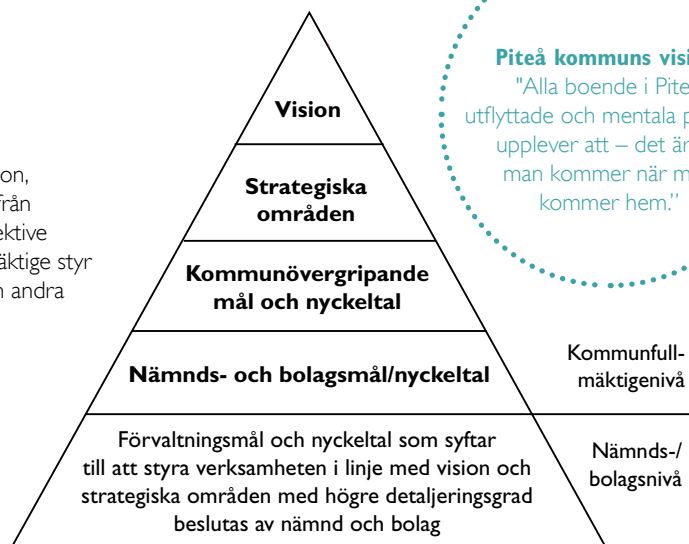 on,
från
ektive
äktige styr
n andra
Vision
Strategiska
områden
Kommunövergripande
mål och nyckeltal
Nämnds- och bolagsmål/nyckeltal
Förvaltningsmål och nyckeltal som syftar
till att styra verksamheten i linje med vision och
strategiska områden med högre detaljeringsgrad
beslutas av nämnd och bolag
Piteå kommuns visi
"Alla boende i Pite
utflyttade och mentala p
upplever att – det är
man kommer när m
kommer hem.”
Kommunfull-
mäktigenivå
Nämnds-/
bolagsnivå